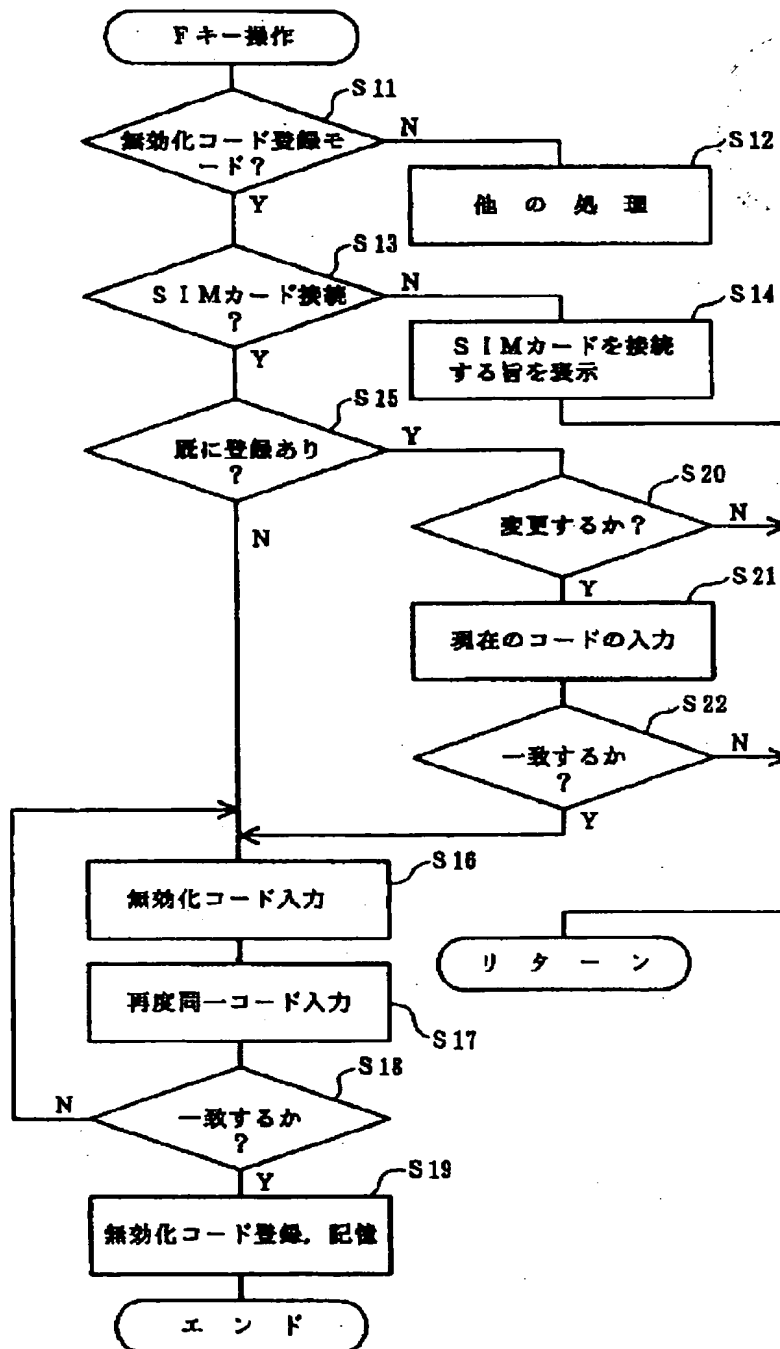 Fキー操作
S11
無効化コード登録モ
ード？
N
Y
S12
他の処理
S13
SIMカード接続
？
N
Y
S14
SIMカードを接続
する旨を表示
S15
既に登録あり
？
Y
N
S20
変更するか？
N
Y
S21
現在のコードの入力
S22
一致するか
？
N
Y
S16
無効化コード入力
リターン
再度同一コード入力
S17
S18
一致するか
？
N
Y
S19
無効化コード登録，記憶
エンド